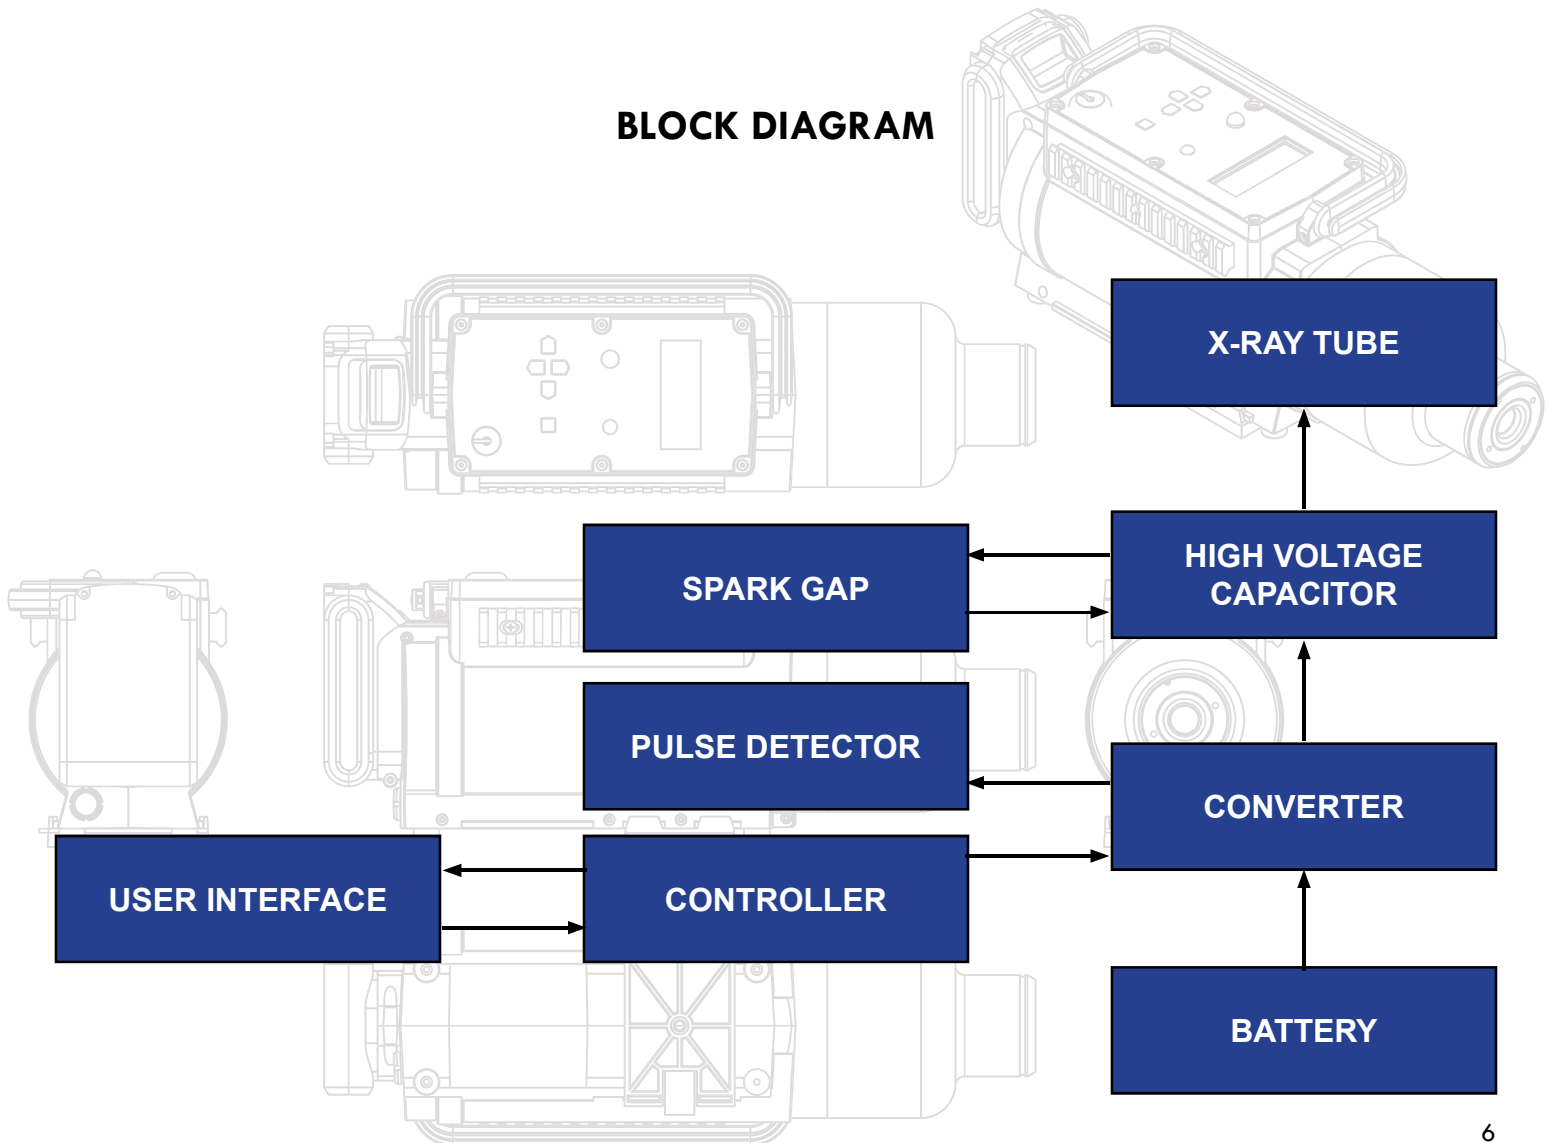 BLOCK DIAGRAM
X-RAY TUBE
SPARK GAP
HIGH VOLTAGE
CAPACITOR
PULSE DETECTOR
CONVERTER
USER INTERFACE
CONTROLLER
BATTERY
6